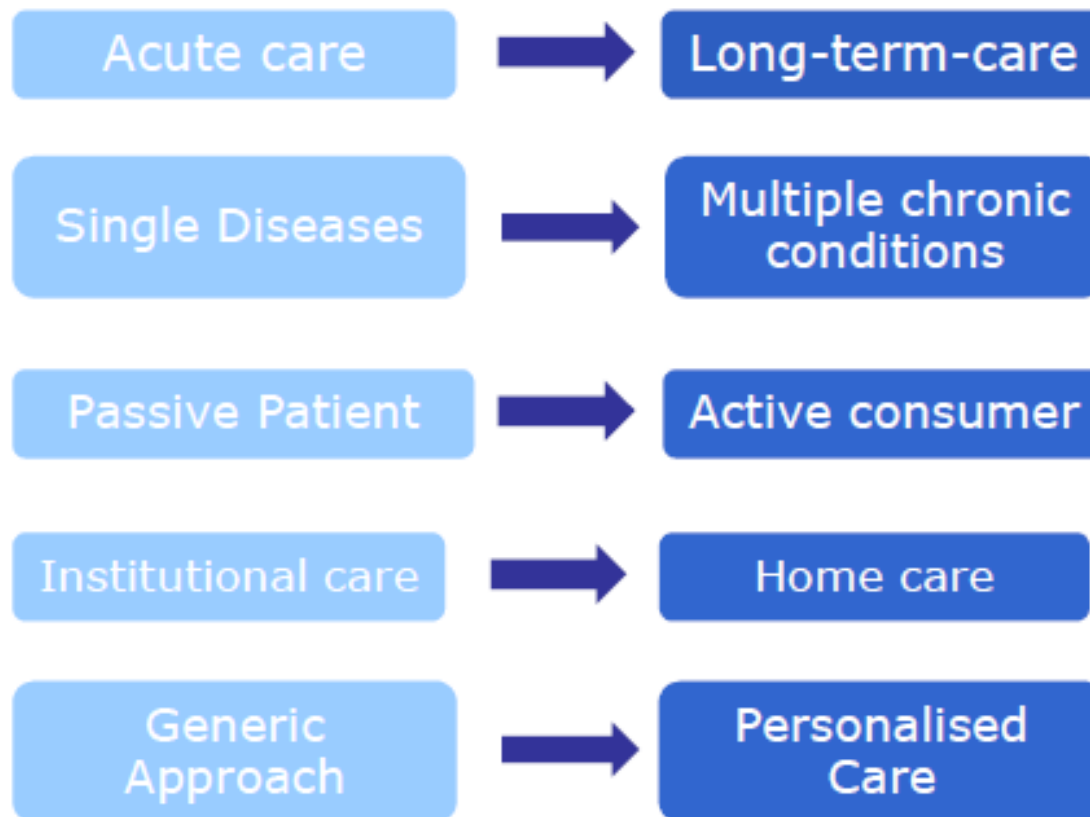 Acute care
Long-term-care
Single Diseases
Multiple chronic
conditions
Passive Patient
Active consumer
Institutional care
Home care
Generic
Approach
Personalised
Care